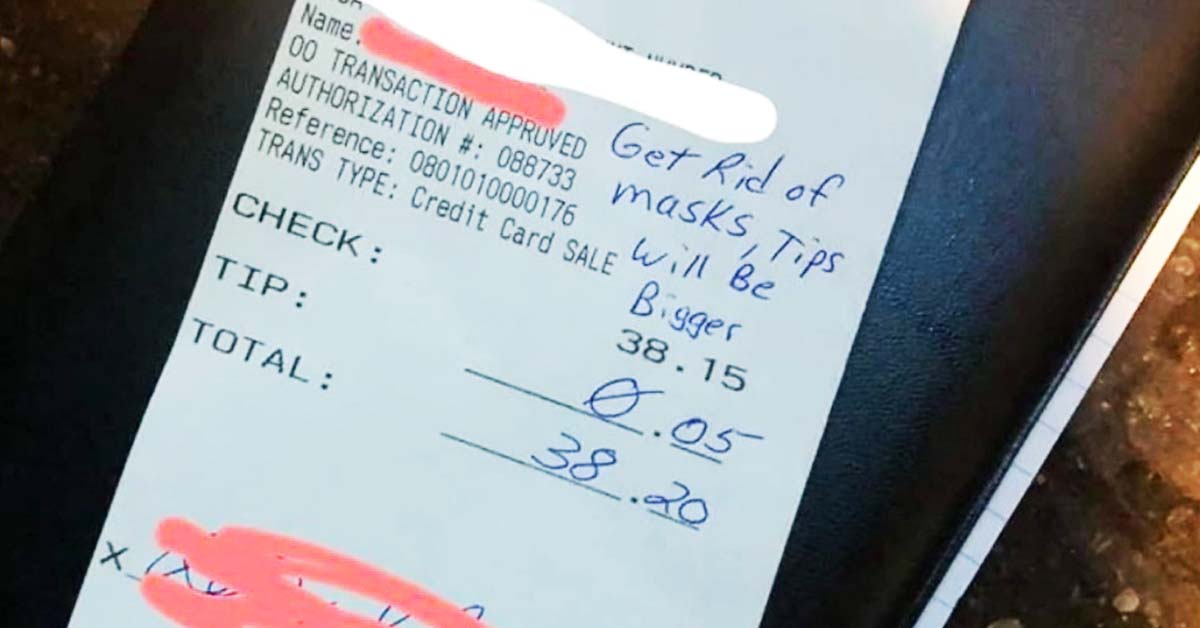 Name:
00 TRANSACTION APPROVED
AUTHORIZATION #: 088733
Reference: 0801010000176
TRANS TYPE: Credit Card SALE
Get Rid of
masks, Tips
will Be
Bigger
CHECK: 38.15
TIP: 0.05
TOTAL: 38.20
X